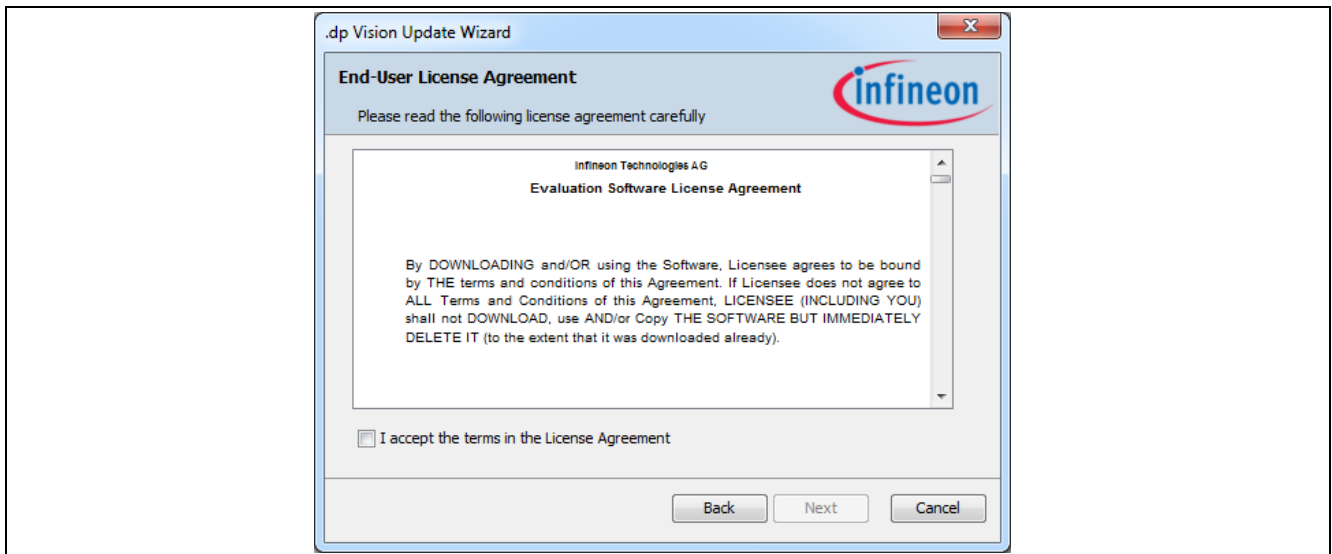 .dp Vision Update Wizard
End-User License Agreement
Please read the following license agreement carefully
infineon
Infineon Technologies AG
Evaluation Software License Agreement
By DOWNLOADING and/OR using the Software, Licensee agrees to be bound
by THE terms and conditions of this Agreement. If Licensee does not agree to
ALL Terms and Conditions of this Agreement, LICENSEE (INCLUDING YOU)
shall not DOWNLOAD, use AND/or Copy THE SOFTWARE BUT IMMEDIATELY
DELETE IT (to the extent that it was downloaded already).
I accept the terms in the License Agreement
Back Next Cancel